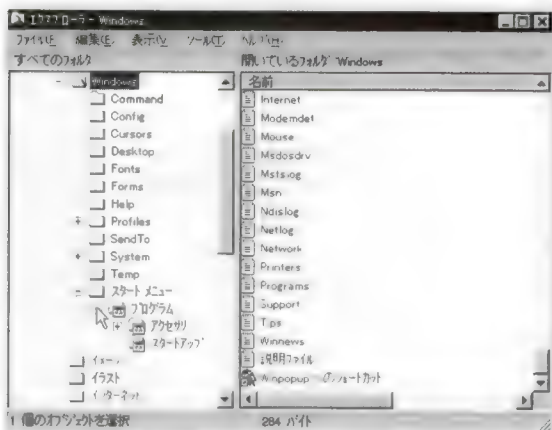 エクスプローラー Windows
ファイル(F) 編集(E) 表示(V) ツール(T) ヘルプ(H)
すべてのフォルダ
開いているフォルダ Windows
Windows
Command
Config
Cursors
Desktop
Fonts
Forms
Help
Profiles
SendTo
System
Temp
スタート メニュー
プログラム
アクセサリ
スタートアップ
イラスト
インターネット
名前
Internet
Modemdet
Mouse
Msdosdrv
Mstslog
Msn
Ndislog
Netlog
Network
Printers
Programs
Support
Tips
Winnews
説明ファイル
Winpopup のショートカット
1 個のオブジェクトを選択
284 バイト